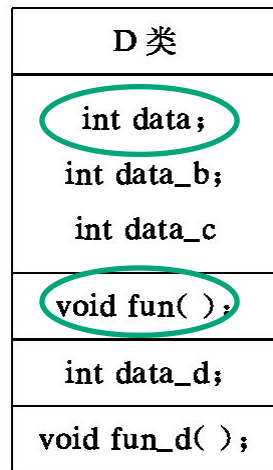 D 类
int data；
int data_b；
int data_c
void fun( )；
int data_d；
void fun_d( )；